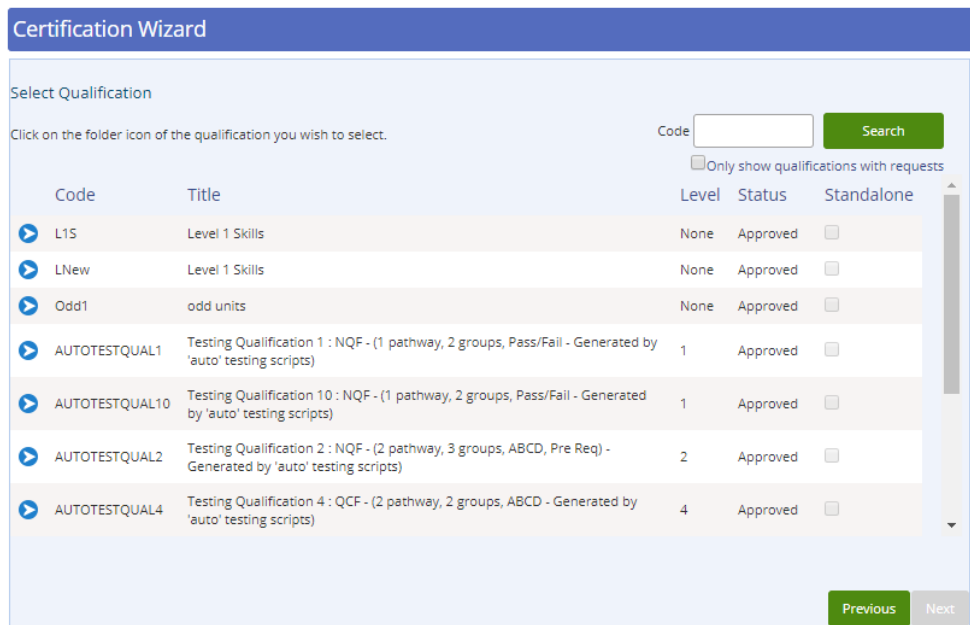 Certification Wizard
Select Qualification
Click on the folder icon of the qualification you wish to select.
Code
Search
Only show qualifications with requests
Code Title Level Status Standalone
L1S Level 1 Skills None Approved
LNew Level 1 Skills None Approved
Odd1 odd units None Approved
AUTOTESTQUAL1 Testing Qualification 1 : NQF - (1 pathway, 2 groups, Pass/Fail - Generated by 1 Approved
'auto' testing scripts)
AUTOTESTQUAL10 Testing Qualification 10 : NQF - (1 pathway, 2 groups, Pass/Fail - Generated 1 Approved
by 'auto' testing scripts)
AUTOTESTQUAL2 Testing Qualification 2 : NQF - (2 pathway, 3 groups, ABCD, Pre Req) - 2 Approved
Generated by 'auto' testing scripts)
AUTOTESTQUAL4 Testing Qualification 4 : QCF - (2 pathway, 2 groups, ABCD - Generated by 4 Approved
'auto' testing scripts)
Previous Next